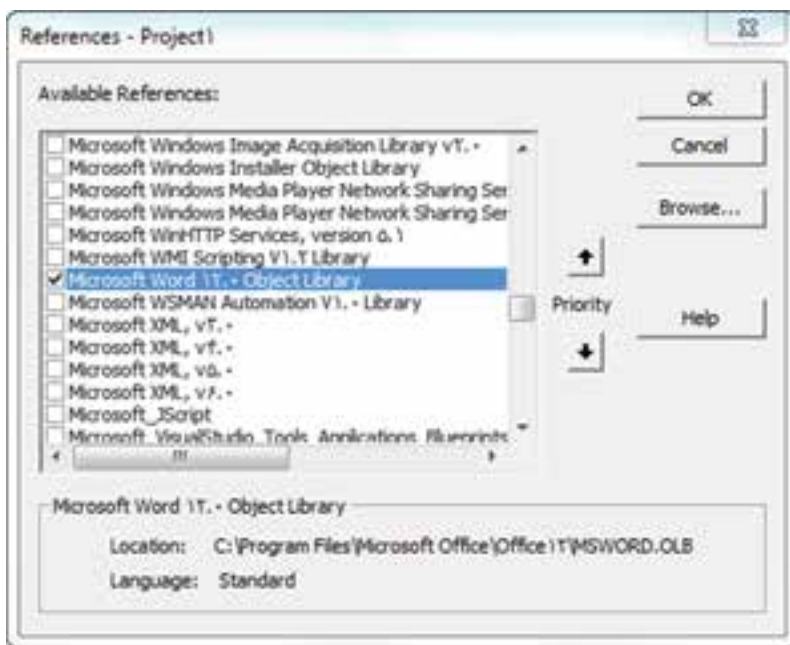 References - Project1
Available References:
OK
Cancel
Browse...
Priority
Help
Microsoft Windows Image Acquisition Library v۲.۰
Microsoft Windows Installer Object Library
Microsoft Windows Media Player Network Sharing Ser
Microsoft Windows Media Player Network Sharing Ser
Microsoft WinHTTP Services, version ۵.۱
Microsoft WMI Scripting V۱.۲ Library
Microsoft Word ۱۲.۰ Object Library
Microsoft WSMAN Automation V۱.۰ Library
Microsoft XML, v۳.۰
Microsoft XML, v۴.۰
Microsoft XML, v۵.۰
Microsoft XML, v۶.۰
Microsoft_JScript
Microsoft_VisualStudio_Tools_Applications_Blueprints
Microsoft Word ۱۲.۰ Object Library
Location: C:\Program Files\Microsoft Office\Office۱۲\MSWORD.OLB
Language: Standard